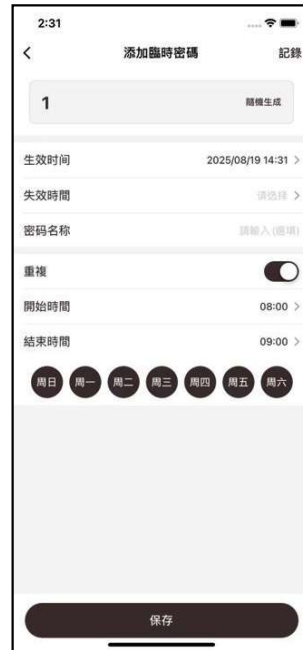 2:31
添加臨時密碼
記錄
1
隨機生成
生效时间
2025/08/19 14:31
失效時間
请选择
密码名称
請輸入(選填)
重複
開始時間
08:00
結束時間
09:00
周日 周一 周二 周三 周四 周五 周六
保存